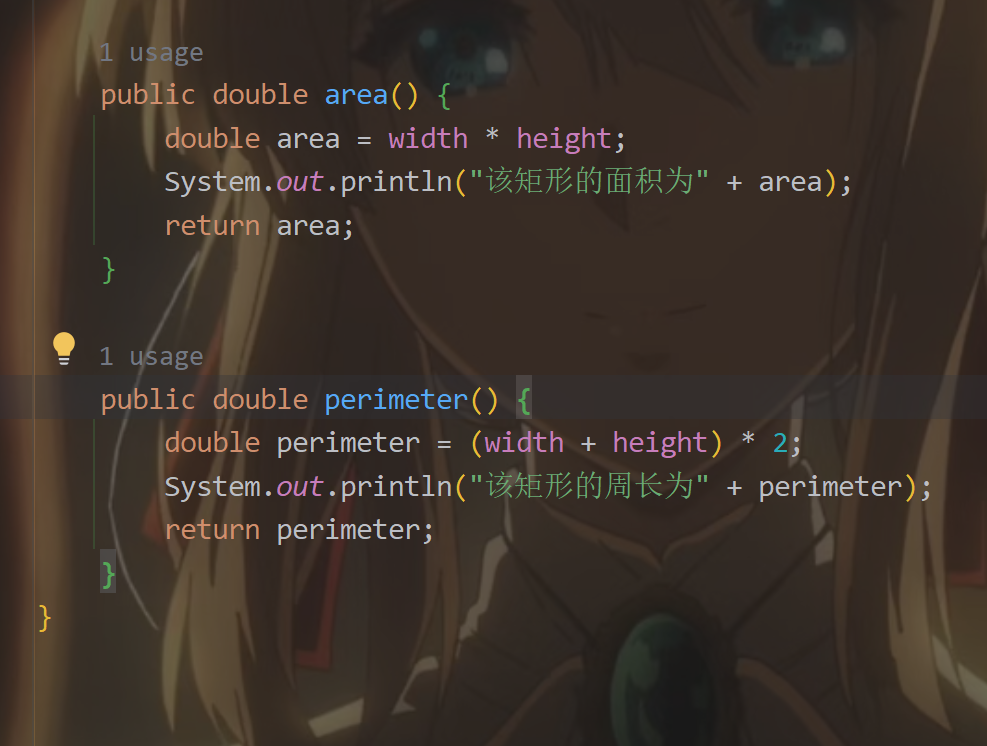 1 usage
public double area() {
double area = width * height;
System.out.println("该矩形的面积为" + area);
return area;
}
1 usage
public double perimeter() {
double perimeter = (width + height) * 2;
System.out.println("该矩形的周长为" + perimeter);
return perimeter;
}
}